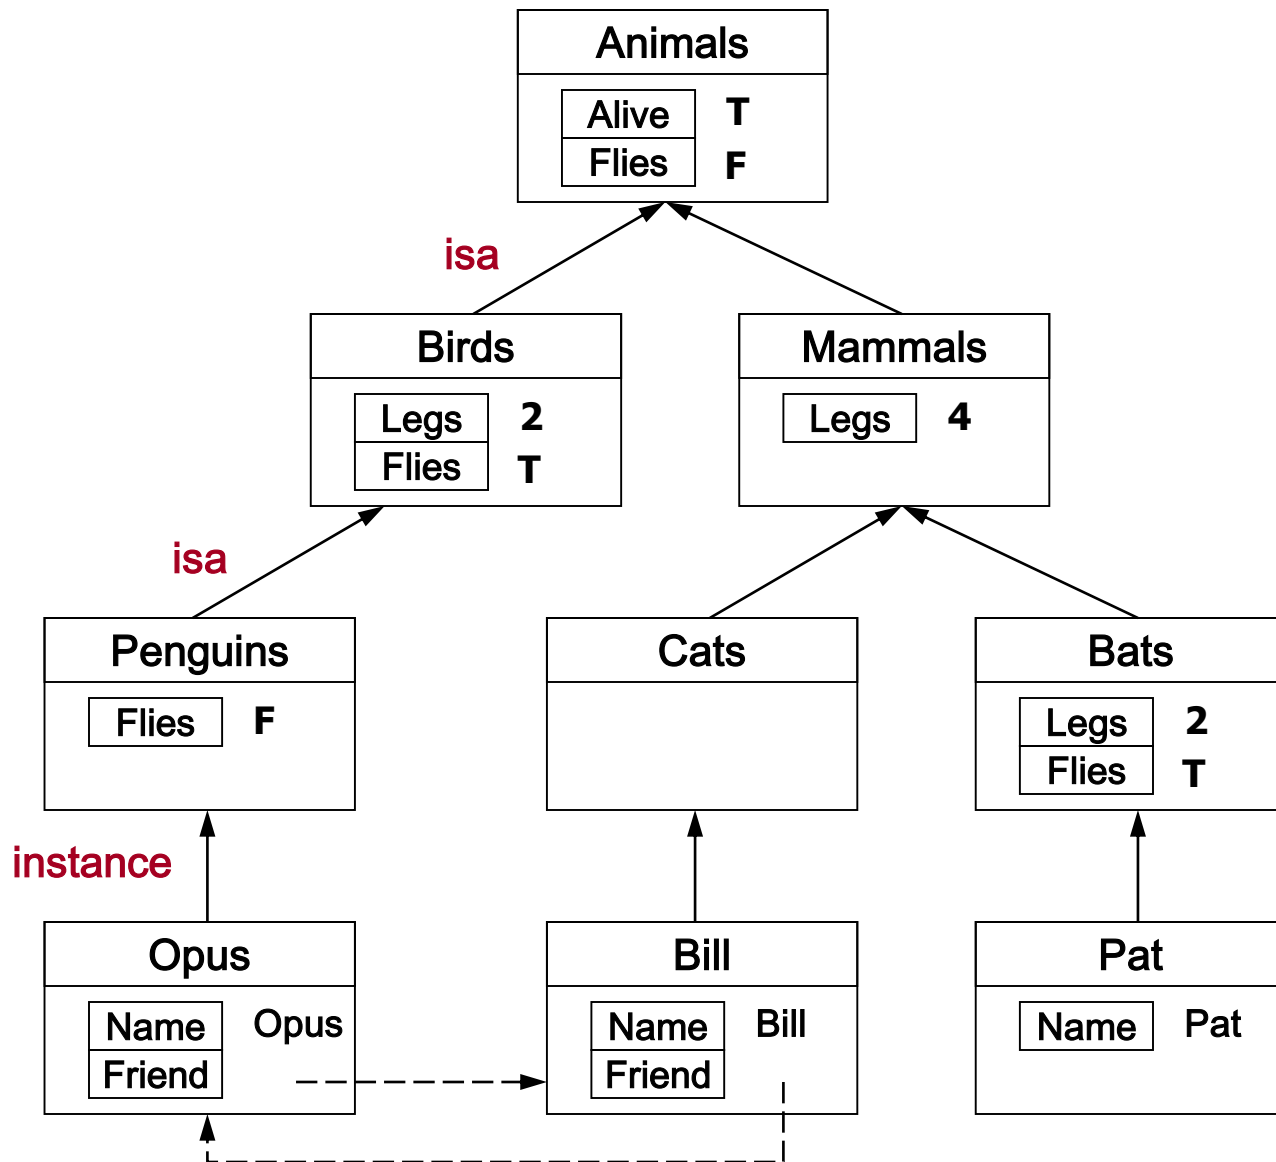 Animals
Alive T
Flies F
isa
Birds
Legs 2
Flies T
Mammals
Legs 4
isa
Penguins
Flies F
Cats
Bats
Legs 2
Flies T
instance
Opus
Name Opus
Friend
Bill
Name Bill
Friend
Pat
Name Pat